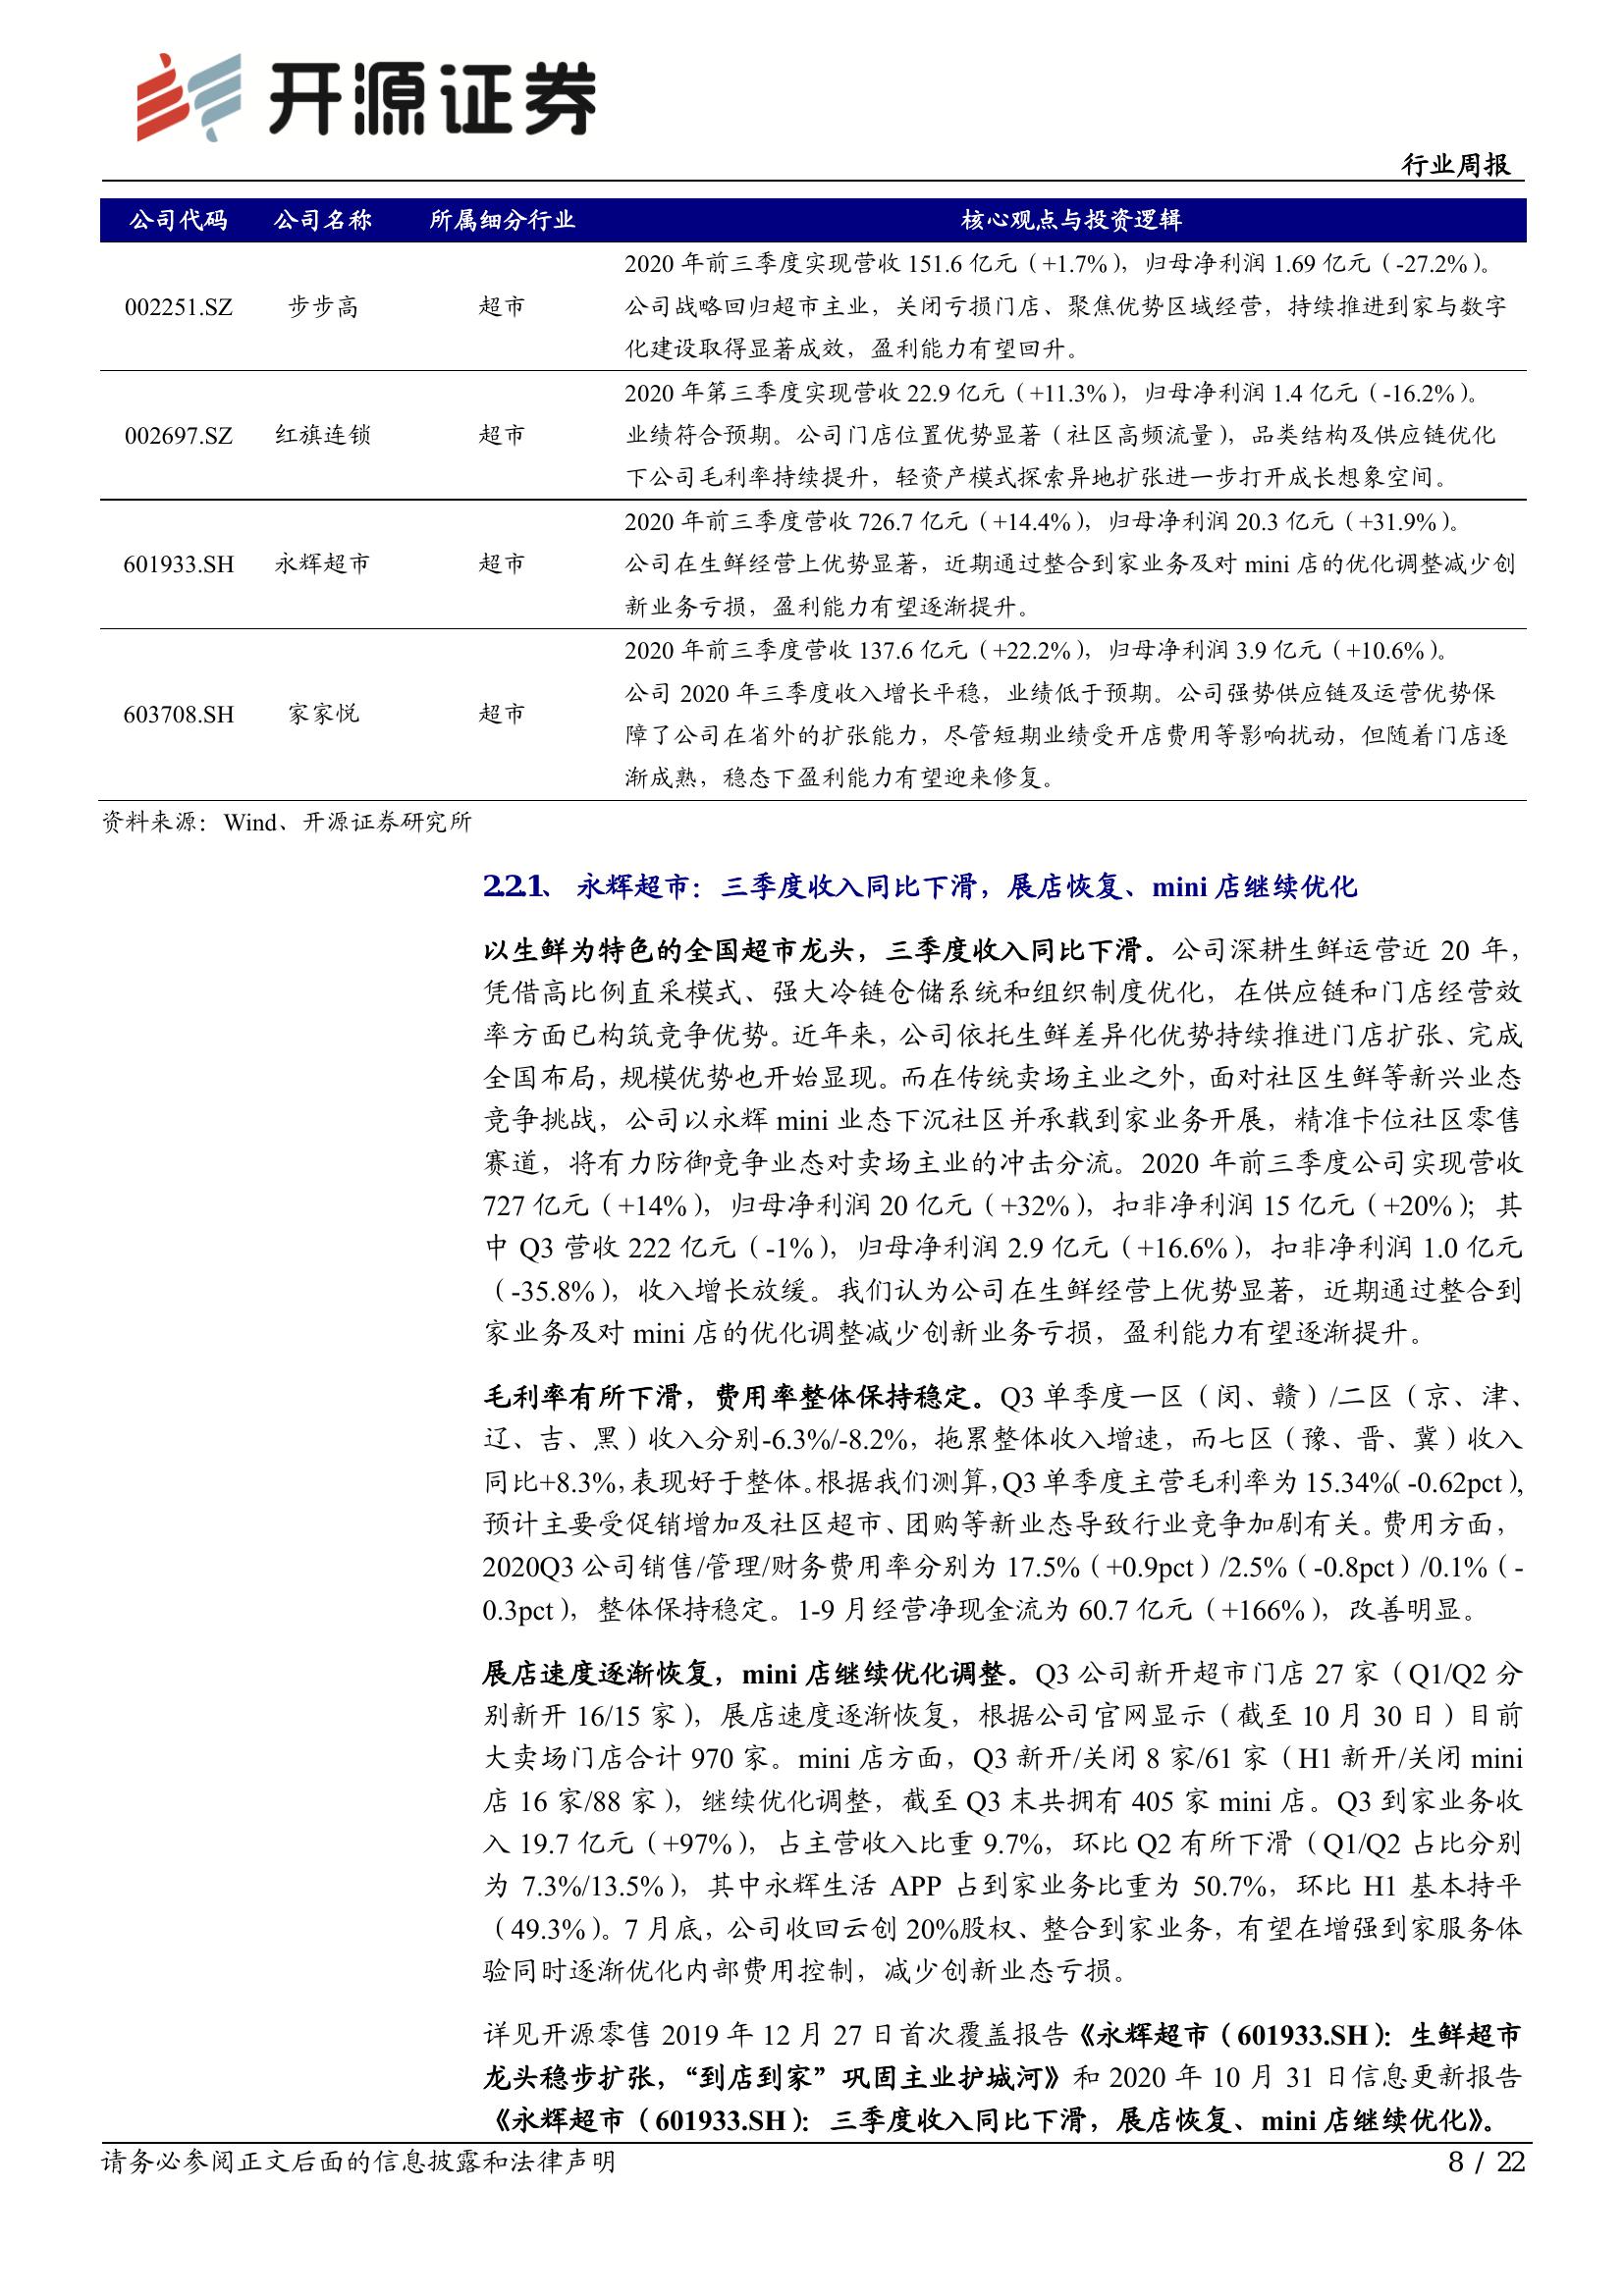 开源证券
行业周报
公司代码 公司名称 所属细分行业 核心观点与投资逻辑
002251.SZ 步步高 超市
2020 年前三季度实现营收 151.6 亿元（+1.7%），归母净利润 1.69 亿元（-27.2%）。
公司战略回归超市主业，关闭亏损门店、聚焦优势区域经营，持续推进到家与数字
化建设取得显著成效，盈利能力有望回升。
002697.SZ 红旗连锁 超市
2020 年第三季度实现营收 22.9 亿元（+11.3%），归母净利润 1.4 亿元（-16.2%）。
业绩符合预期。公司门店位置优势显著（社区高频流量），品类结构及供应链优化
下公司毛利率持续提升，轻资产模式探索异地扩张进一步打开成长想象空间。
601933.SH 永辉超市 超市
2020 年前三季度营收 726.7 亿元（+14.4%），归母净利润 20.3 亿元（+31.9%）。
公司在生鲜经营上优势显著，近期通过整合到家业务及对 mini 店的优化调整减少创
新业务亏损，盈利能力有望逐渐提升。
603708.SH 家家悦 超市
2020 年前三季度营收 137.6 亿元（+22.2%），归母净利润 3.9 亿元（+10.6%）。
公司 2020 年三季度收入增长平稳，业绩低于预期。公司强势供应链及运营优势保
障了公司在省外的扩张能力，尽管短期业绩受开店费用等影响扰动，但随着门店逐
渐成熟，稳态下盈利能力有望迎来修复。
资料来源：Wind、开源证券研究所
2.2.1、 永辉超市：三季度收入同比下滑，展店恢复、mini 店继续优化
以生鲜为特色的全国超市龙头，三季度收入同比下滑。公司深耕生鲜运营近 20 年，
凭借高比例直采模式、强大冷链仓储系统和组织制度优化，在供应链和门店经营效
率方面已构筑竞争优势。近年来，公司依托生鲜差异化优势持续推进门店扩张、完成
全国布局，规模优势也开始显现。而在传统卖场主业之外，面对社区生鲜等新兴业态
竞争挑战，公司以永辉 mini 业态下沉社区并承载到家业务开展，精准卡位社区零售
赛道，将有力防御竞争业态对卖场主业的冲击分流。2020 年前三季度公司实现营收
727 亿元（+14%），归母净利润 20 亿元（+32%），扣非净利润 15 亿元（+20%）；其
中 Q3 营收 222 亿元（-1%），归母净利润 2.9 亿元（+16.6%），扣非净利润 1.0 亿元
（-35.8%），收入增长放缓。我们认为公司在生鲜经营上优势显著，近期通过整合到
家业务及对 mini 店的优化调整减少创新业务亏损，盈利能力有望逐渐提升。
毛利率有所下滑，费用率整体保持稳定。Q3 单季度一区（闽、赣）/二区（京、津、
辽、吉、黑）收入分别-6.3%/-8.2%，拖累整体收入增速，而七区（豫、晋、冀）收入
同比+8.3%，表现好于整体。根据我们测算，Q3 单季度主营毛利率为 15.34%（-0.62pct），
预计主要受促销增加及社区超市、团购等新业态导致行业竞争加剧有关。费用方面，
2020Q3 公司销售/管理/财务费用率分别为 17.5%（+0.9pct）/2.5%（-0.8pct）/0.1%（-
0.3pct），整体保持稳定。1-9 月经营净现金流为 60.7 亿元（+166%），改善明显。
展店速度逐渐恢复，mini 店继续优化调整。Q3 公司新开超市门店 27 家（Q1/Q2 分
别新开 16/15 家），展店速度逐渐恢复，根据公司官网显示（截至 10 月 30 日）目前
大卖场门店合计 970 家。mini 店方面，Q3 新开/关闭 8 家/61 家（H1 新开/关闭 mini
店 16 家/88 家），继续优化调整，截至 Q3 末共拥有 405 家 mini 店。Q3 到家业务收
入 19.7 亿元（+97%），占主营收入比重 9.7%，环比 Q2 有所下滑（Q1/Q2 占比分别
为 7.3%/13.5%），其中永辉生活 APP 占到家业务比重为 50.7%，环比 H1 基本持平
（49.3%）。7 月底，公司收回云创 20%股权、整合到家业务，有望在增强到家服务体
验同时逐渐优化内部费用控制，减少创新业态亏损。
详见开源零售 2019 年 12 月 27 日首次覆盖报告《永辉超市（601933.SH）：生鲜超市
龙头稳步扩张，“到店到家”巩固主业护城河》和 2020 年 10 月 31 日信息更新报告
《永辉超市（601933.SH）：三季度收入同比下滑，展店恢复、mini 店继续优化》。
请务必参阅正文后面的信息披露和法律声明 8 / 22